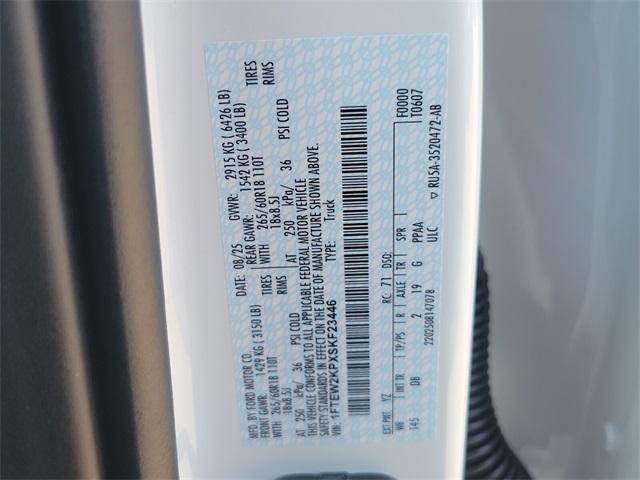 MFD. BY FORD MOTOR CO.
DATE: 08/25 GVWR: 2915 KG ( 6426 LB)
FRONT GAWR: 1429 KG ( 3150 LB) REAR GAWR: 1542 KG ( 3400 LB)
WITH 265/60R18 110T TIRES WITH 265/60R18 110T TIRES
18x8.5J RIMS 18x8.5J RIMS
AT 250 kPa/ 36 PSI COLD AT 250 kPa/ 36 PSI COLD
THIS VEHICLE CONFORMS TO ALL APPLICABLE FEDERAL MOTOR VEHICLE
SAFETY STANDARDS IN EFFECT ON THE DATE OF MANUFACTURE SHOWN ABOVE.
VIN: 1FTEW2KPXSKF23446 TYPE: Truck
F0000
T0607
EXT PNT: YZ RC: 71 DSO:
WB INT TR TP/PS R AXLE TR SPR
145 DB 2 19 G PPAA
ULC
2202508147078
▽ RU5A-3520472-AB